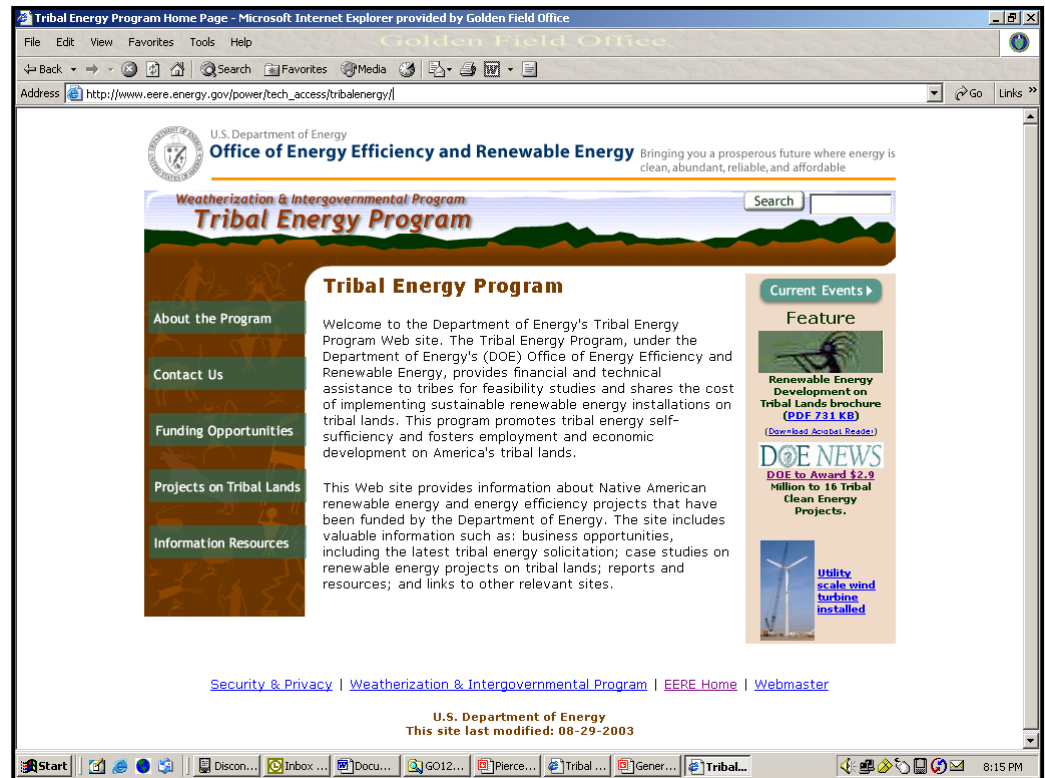 Tribal Energy Program Home Page - Microsoft Internet Explorer provided by Golden Field Office
File Edit View Favorites Tools Help
Golden Field Office
Back Search Favorites Media
Address http://www.eere.energy.gov/power/tech_access/tribalenergy/ Go Links »
U.S. Department of Energy
Office of Energy Efficiency and Renewable Energy
Bringing you a prosperous future where energy is
clean, abundant, reliable, and affordable
Weatherization & Intergovernmental Program
Tribal Energy Program
Search
About the Program
Contact Us
Funding Opportunities
Projects on Tribal Lands
Information Resources
Tribal Energy Program
Welcome to the Department of Energy's Tribal Energy
Program Web site. The Tribal Energy Program, under the
Department of Energy's (DOE) Office of Energy Efficiency and
Renewable Energy, provides financial and technical
assistance to tribes for feasibility studies and shares the cost
of implementing sustainable renewable energy installations on
tribal lands. This program promotes tribal energy self-
sufficiency and fosters employment and economic
development on America's tribal lands.
This Web site provides information about Native American
renewable energy and energy efficiency projects that have
been funded by the Department of Energy. The site includes
valuable information such as: business opportunities,
including the latest tribal energy solicitation; case studies on
renewable energy projects on tribal lands; reports and
resources; and links to other relevant sites.
Current Events
Feature
Renewable Energy
Development on
Tribal Lands brochure
(PDF 731 KB)
(Download Acrobat Reader)
DOE NEWS
DOE to Award $2.9
Million to 16 Tribal
Clean Energy
Projects.
Utility
scale wind
turbine
installed
Security & Privacy | Weatherization & Intergovernmental Program | EERE Home | Webmaster
U.S. Department of Energy
This site last modified: 08-29-2003
Start Discon... Inbox ... Docu... GO12... Pierce... Tribal ... Gener... Tribal... 8:15 PM